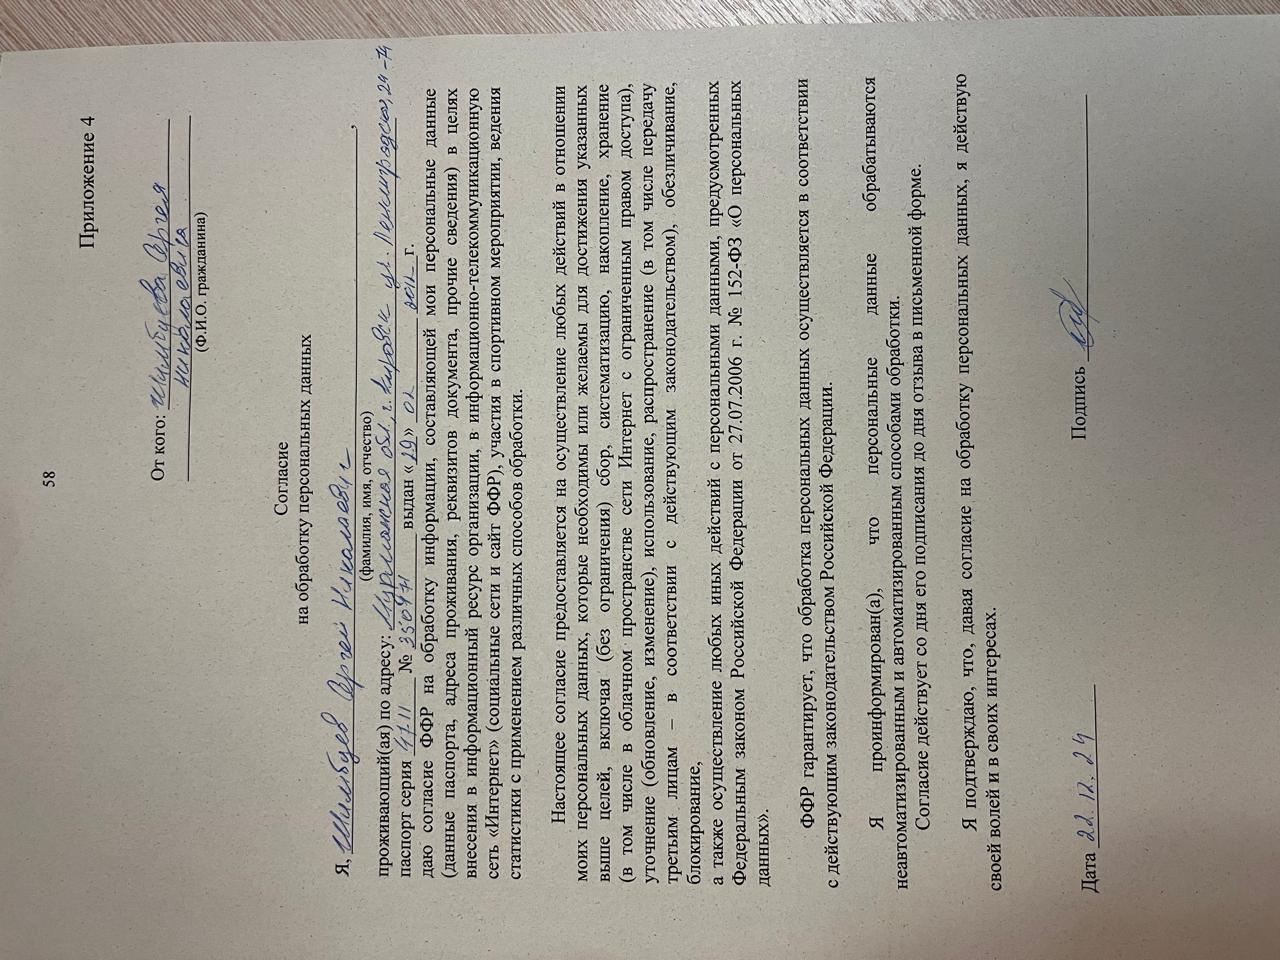 58
Приложение 4
От кого: Шимбуева Сергея
Николаевича
(Ф.И.О. гражданина)
Согласие
на обработку персональных данных
Я, Шимбуев Сергей Николаевич,
(фамилия, имя, отчество)
проживающий(ая) по адресу: Мурманская обл, г. Кировск ул. Ленинградская, 24-74
паспорт серия 47 11 № 350471 выдан «29» 02 2012 г.
даю согласие ФФР на обработку информации, составляющей мои персональные данные
(данные паспорта, адреса проживания, реквизитов документа, прочие сведения) в целях
внесения в информационный ресурс организации, в информационно-телекоммуникационную
сеть «Интернет» (социальные сети и сайт ФФР), участия в спортивном мероприятии, ведения
статистики с применением различных способов обработки.
Настоящее согласие предоставляется на осуществление любых действий в отношении
моих персональных данных, которые необходимы или желаемы для достижения указанных
выше целей, включая (без ограничения) сбор, систематизацию, накопление, хранение
(в том числе в облачном пространстве сети Интернет с ограниченным правом доступа),
уточнение (обновление, изменение), использование, распространение (в том числе передачу
третьим лицам – в соответствии с действующим законодательством), обезличивание,
блокирование,
а также осуществление любых иных действий с персональными данными, предусмотренных
Федеральным законом Российской Федерации от 27.07.2006 г. № 152-ФЗ «О персональных
данных».
ФФР гарантирует, что обработка персональных данных осуществляется в соответствии
с действующим законодательством Российской Федерации.
Я проинформирован(а), что персональные данные обрабатываются
неавтоматизированным и автоматизированным способами обработки.
Согласие действует со дня его подписания до дня отзыва в письменной форме.
Я подтверждаю, что, давая согласие на обработку персональных данных, я действую
своей волей и в своих интересах.
Дата 22.12.24 Подпись